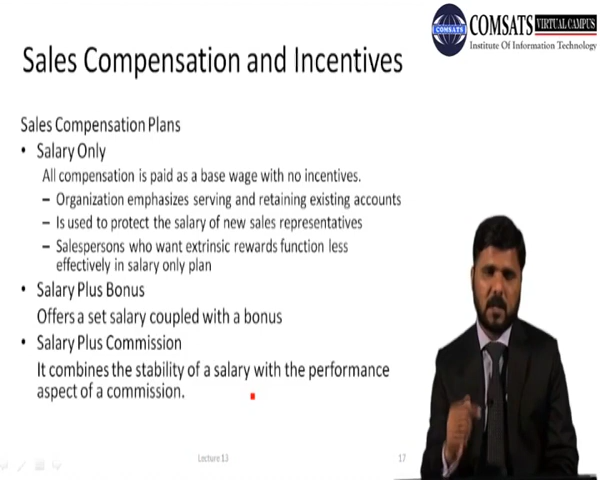 COMSATS VIRTUAL CAMPUS
COMSATS
Institute Of Information Technology
Sales Compensation and Incentives
Sales Compensation Plans
• Salary Only
All compensation is paid as a base wage with no incentives.
– Organization emphasizes serving and retaining existing accounts
– Is used to protect the salary of new sales representatives
– Salespersons who want extrinsic rewards function less
effectively in salary only plan
• Salary Plus Bonus
Offers a set salary coupled with a bonus
• Salary Plus Commission
It combines the stability of a salary with the performance
aspect of a commission.
Lecture 13
17